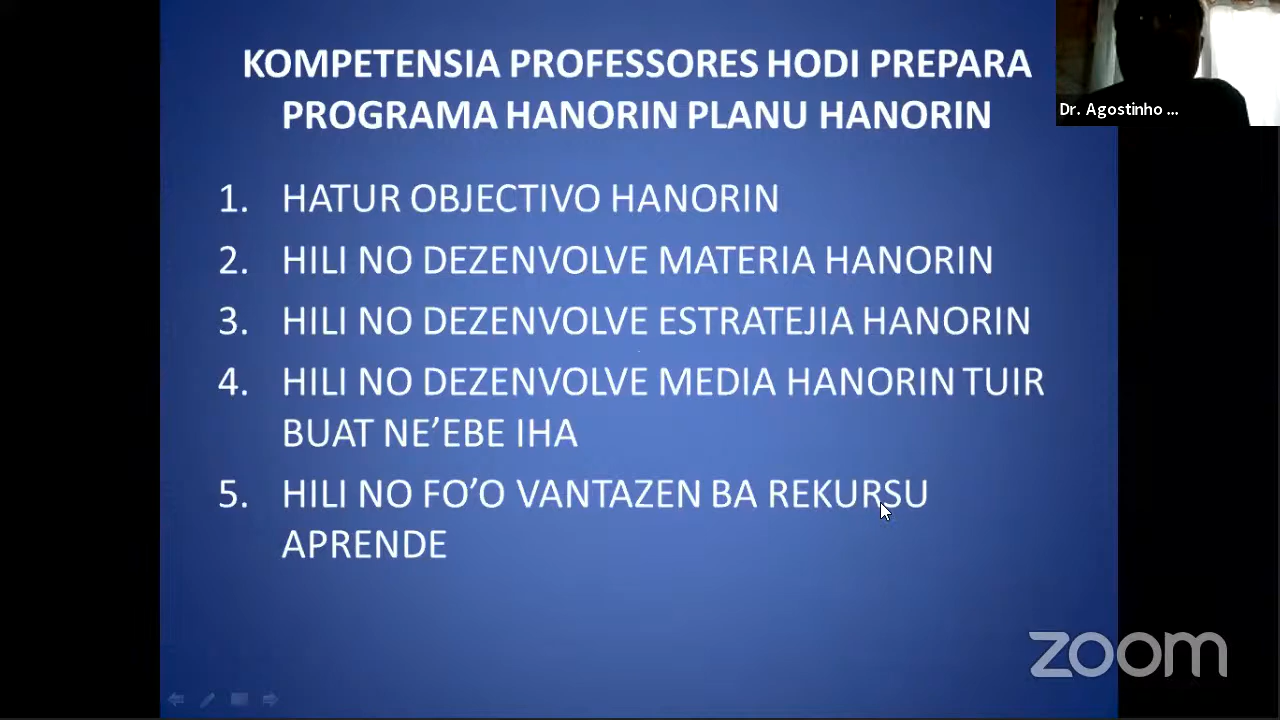 KOMPETENSIA PROFESSORES HODI PREPARA
PROGRAMA HANORIN PLANU HANORIN
Dr. Agostinho ...
1. HATUR OBJECTIVO HANORIN
2. HILI NO DEZENVOLVE MATERIA HANORIN
3. HILI NO DEZENVOLVE ESTRATEJIA HANORIN
4. HILI NO DEZENVOLVE MEDIA HANORIN TUIR
BUAT NE’EBE IHA
5. HILI NO FO’O VANTAZEN BA REKURSU
APRENDE
zoom